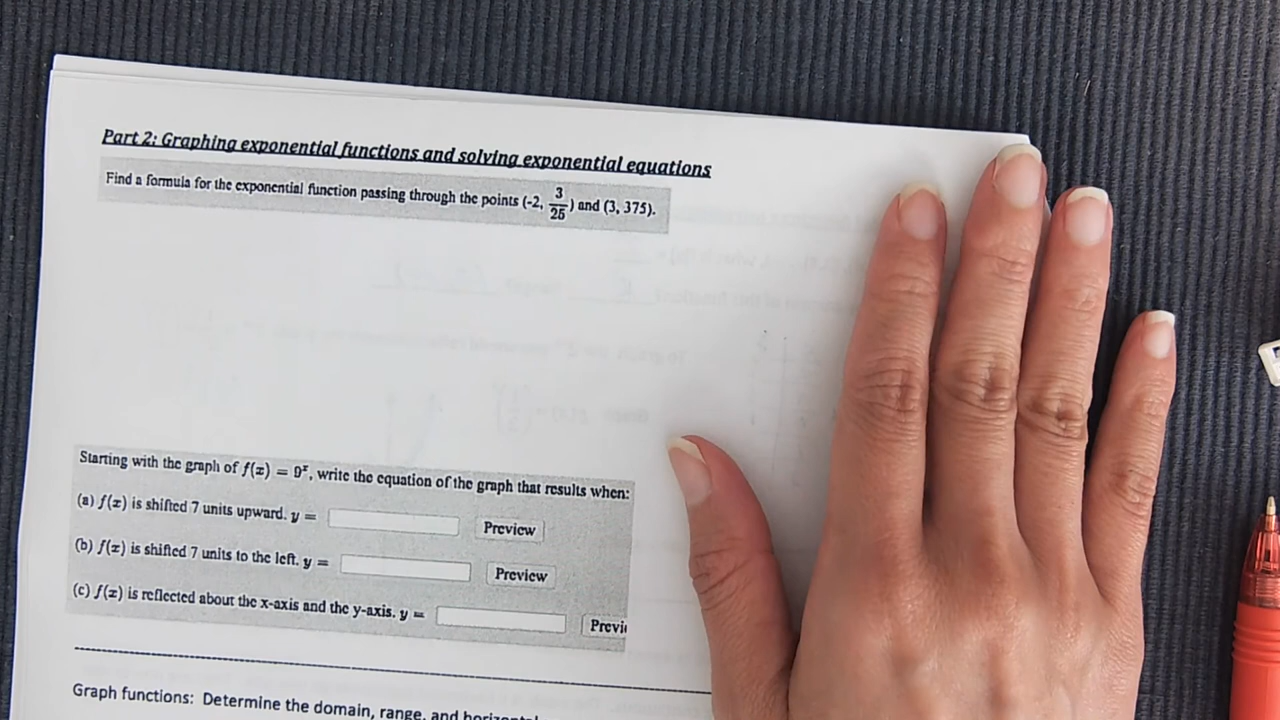 Part 2: Graphing exponential functions and solving exponential equations
Find a formula for the exponential function passing through the points (-2, 3/25) and (3, 375).
Starting with the graph of f(x) = 9^x, write the equation of the graph that results when:
(a) f(x) is shifted 7 units upward. y = Preview
(b) f(x) is shifted 7 units to the left. y = Preview
(c) f(x) is reflected about the x-axis and the y-axis. y = Previ
Graph functions: Determine the domain, range, and